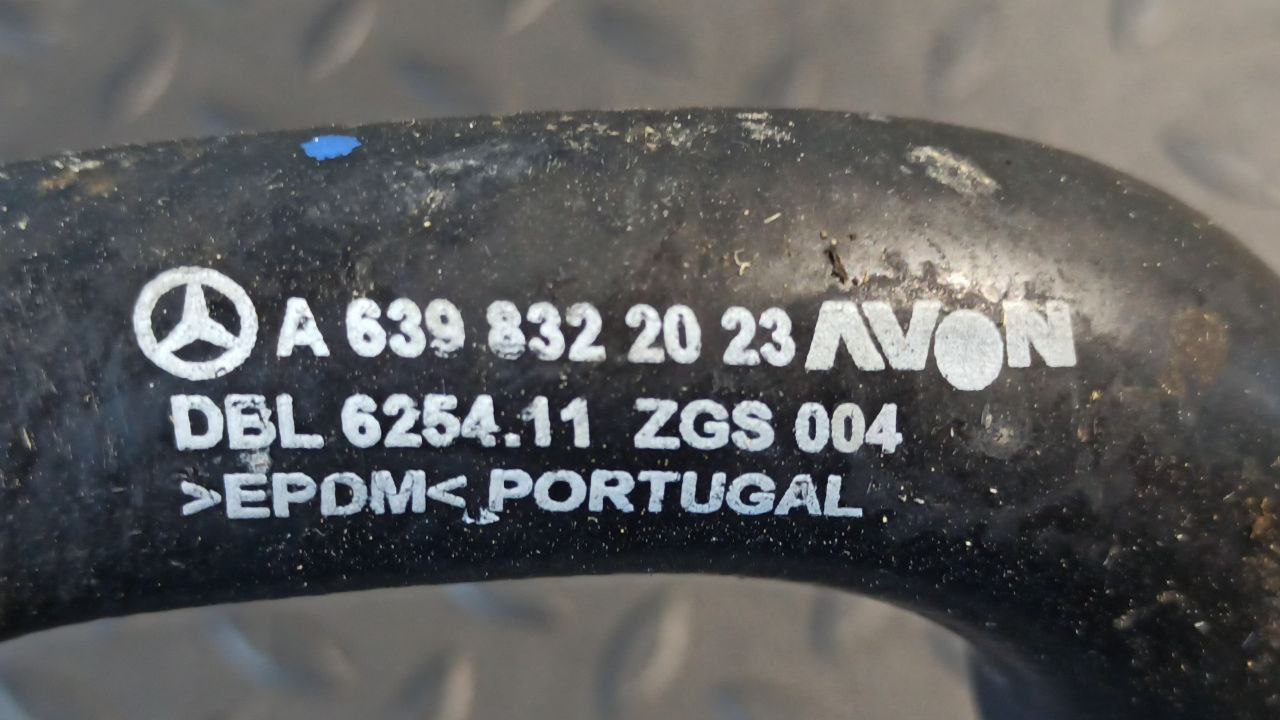 A 639 832 20 23 AVON
DBL 6254.11 ZGS 004
>EPDM< PORTUGAL